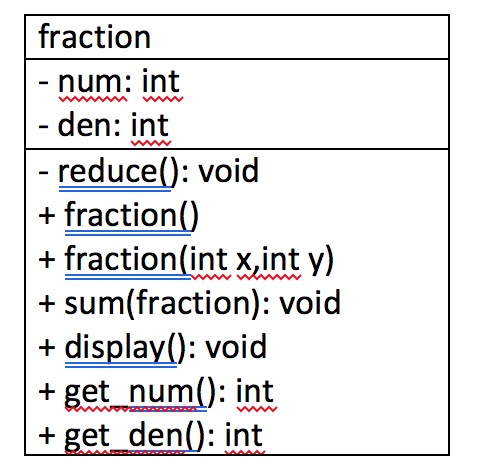 fraction
- num: int
- den: int
- reduce(): void
+ fraction()
+ fraction(int x,int y)
+ sum(fraction): void
+ display(): void
+ get_num(): int
+ get_den(): int